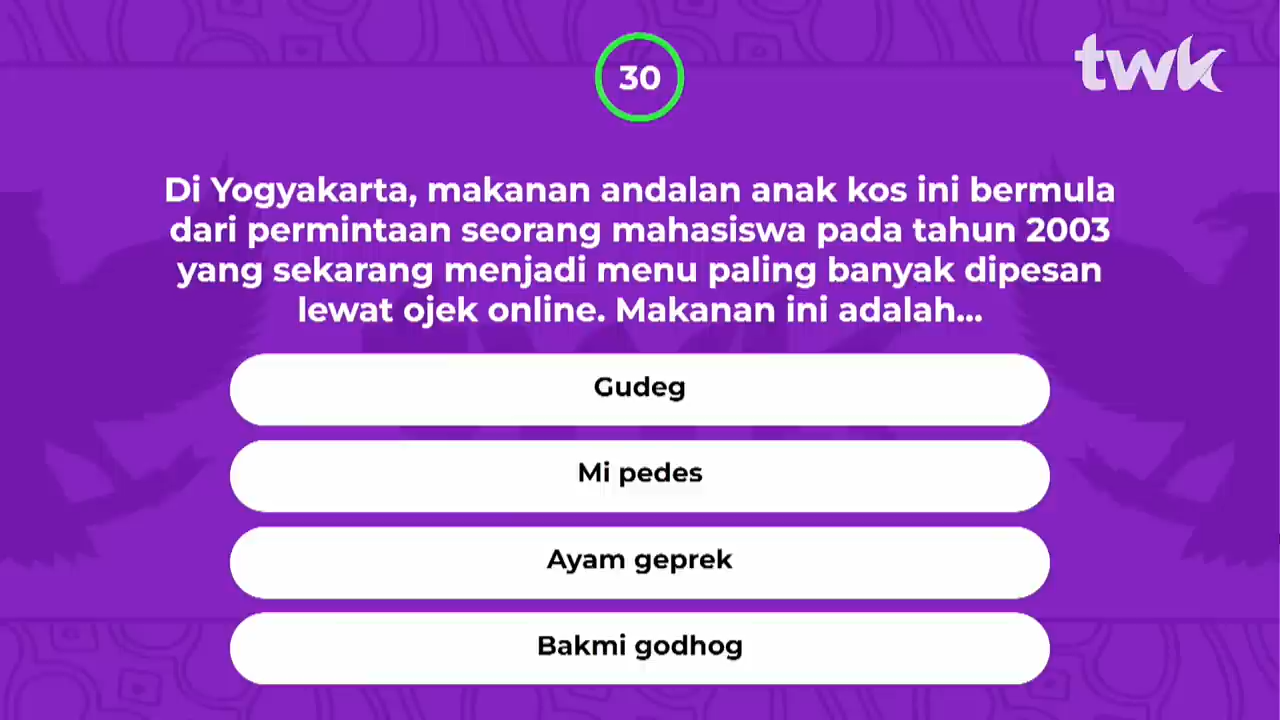 30
twk
Di Yogyakarta, makanan andalan anak kos ini bermula
dari permintaan seorang mahasiswa pada tahun 2003
yang sekarang menjadi menu paling banyak dipesan
lewat ojek online. Makanan ini adalah...
Gudeg
Mi pedes
Ayam geprek
Bakmi godhog